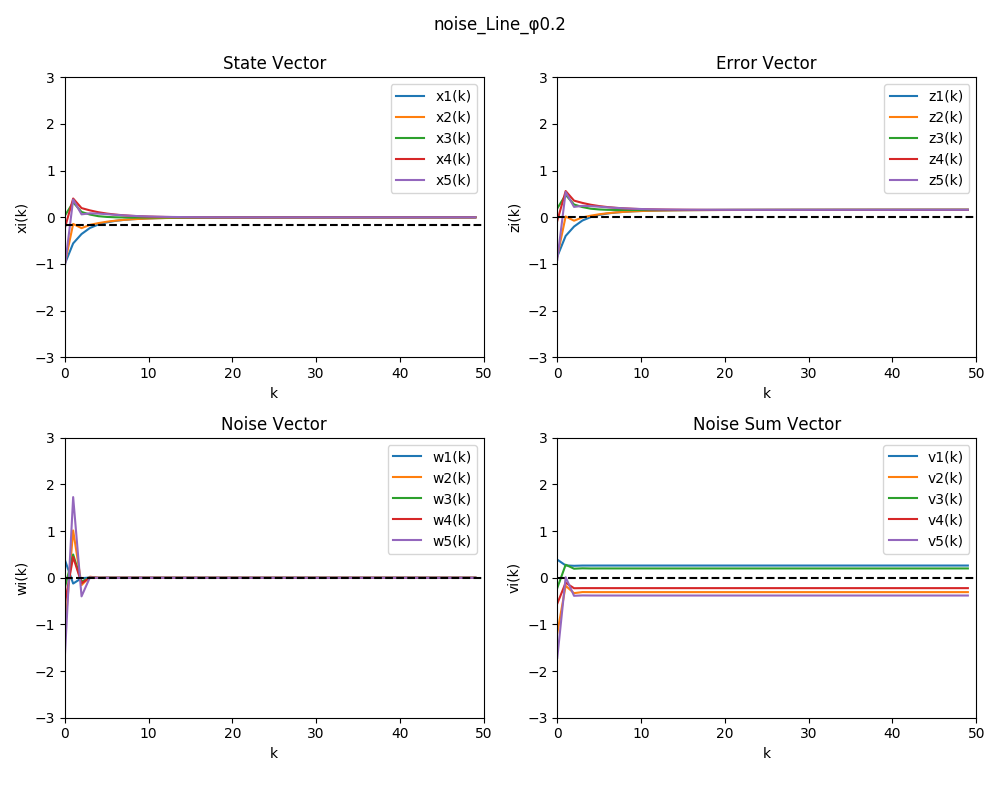 noise_Line_φ0.2
State Vector
3
2
1
0
−1
−2
−3
xi(k)
x1(k)
x2(k)
x3(k)
x4(k)
x5(k)
0 10 20 30 40 50
k
Error Vector
3
2
1
0
−1
−2
−3
zi(k)
z1(k)
z2(k)
z3(k)
z4(k)
z5(k)
0 10 20 30 40 50
k
Noise Vector
3
2
1
0
−1
−2
−3
wi(k)
w1(k)
w2(k)
w3(k)
w4(k)
w5(k)
0 10 20 30 40 50
k
Noise Sum Vector
3
2
1
0
−1
−2
−3
vi(k)
v1(k)
v2(k)
v3(k)
v4(k)
v5(k)
0 10 20 30 40 50
k